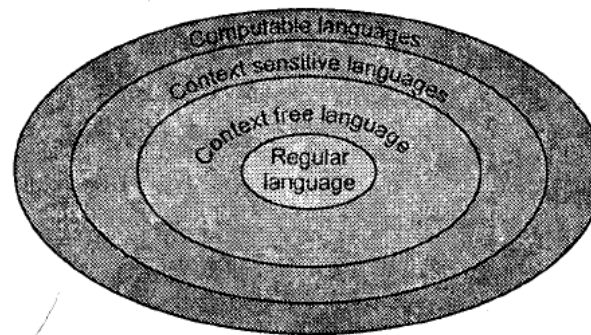 Computable languages
Context sensitive languages
Context free language
Regular
language